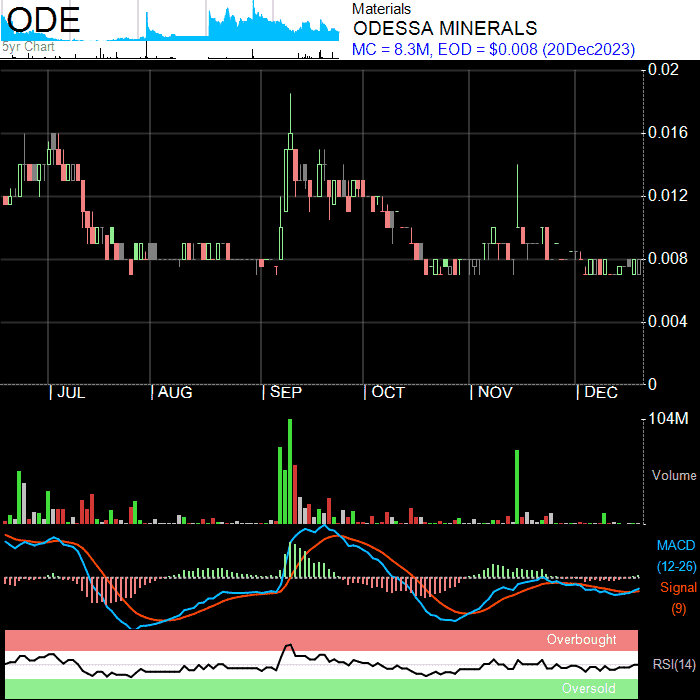 ODE
5yr Chart
Materials
ODESSA MINERALS
MC = 8.3M, EOD = $0.008 (20Dec2023)
0.02
0.016
0.012
0.008
0.004
0
JUL AUG SEP OCT NOV DEC
104M
Volume
MACD
(12-26)
Signal
(9)
Overbought
RSI(14)
Oversold